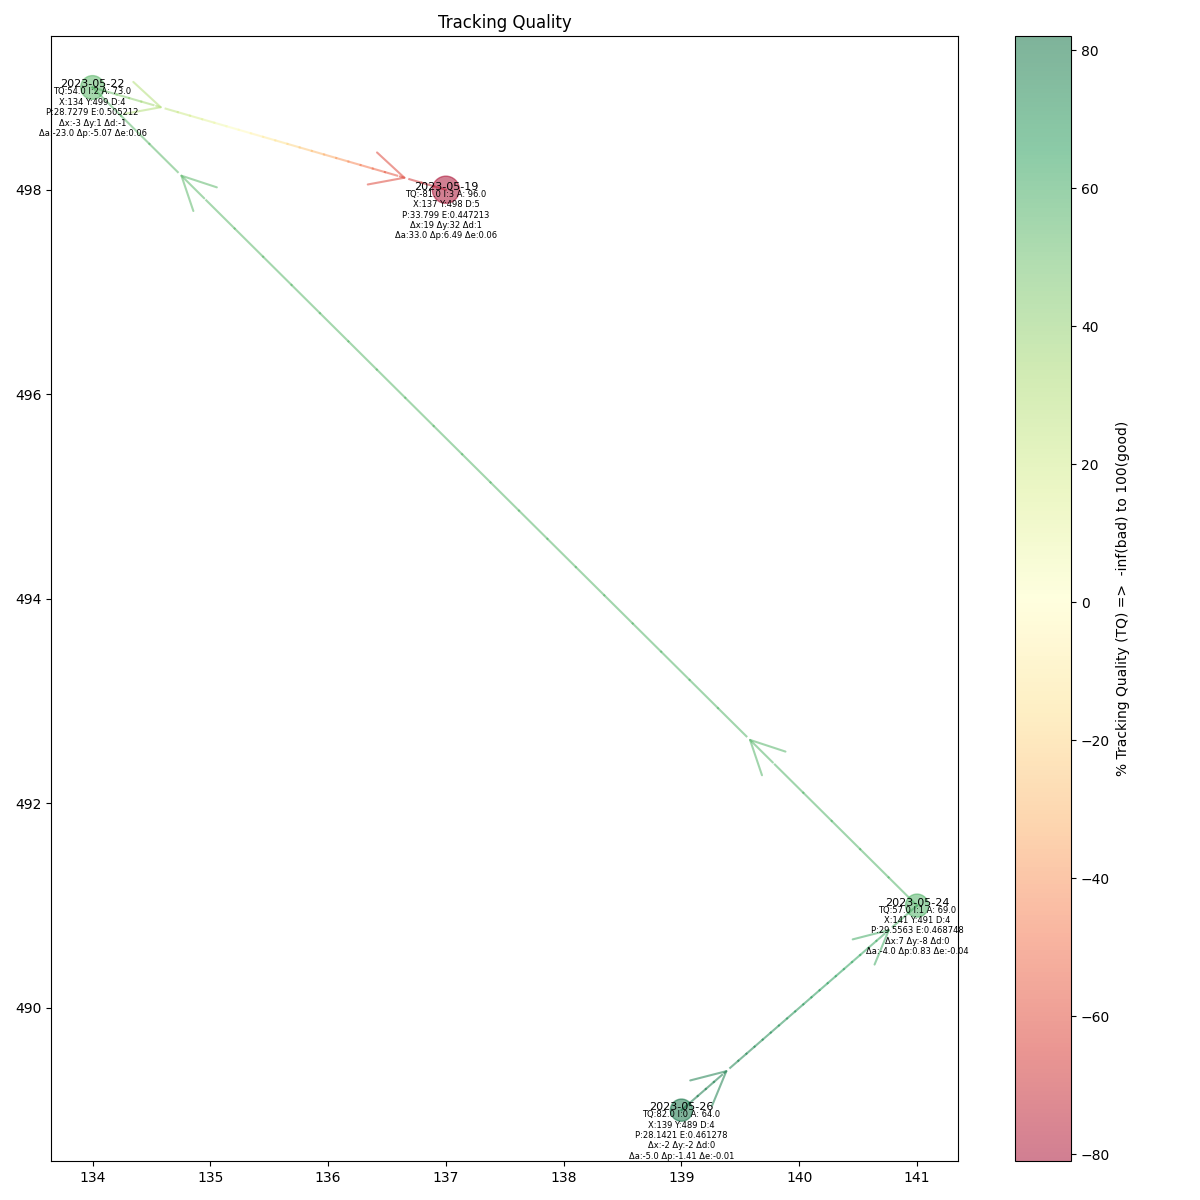 Tracking Quality
2023-05-22
TQ:54.0 I:2 A: 73.0
X:134 Y:499 D:4
P:28.7279 E:0.505212
Δx:-3 Δy:1 Δd:-1
Δa:-23.0 Δp:-5.07 Δe:0.06
2023-05-19
TQ:-81.0 I:3 A: 96.0
X:137 Y:498 D:5
P:33.799 E:0.447213
Δx:19 Δy:32 Δd:1
Δa:33.0 Δp:6.49 Δe:0.06
2023-05-24
TQ:57.0 I:1 A: 69.0
X:141 Y:491 D:4
P:29.5563 E:0.468748
Δx:7 Δy:-8 Δd:0
Δa:-4.0 Δp:0.83 Δe:-0.04
2023-05-26
TQ:82.0 I:0 A: 64.0
X:139 Y:489 D:4
P:28.1421 E:0.461278
Δx:-2 Δy:-2 Δd:0
Δa:-5.0 Δp:-1.41 Δe:-0.01
498
496
494
492
490
134
135
136
137
138
139
140
141
80
60
40
20
0
−20
−40
−60
−80
% Tracking Quality (TQ) => -inf(bad) to 100(good)